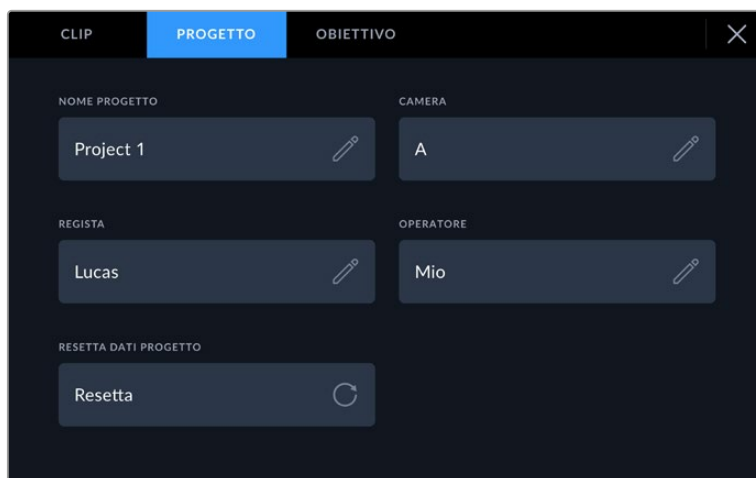 CLIP PROGETTO OBIETTIVO
NOME PROGETTO CAMERA
Project 1 A
REGISTA OPERATORE
Lucas Mio
RESETTA DATI PROGETTO
Resetta